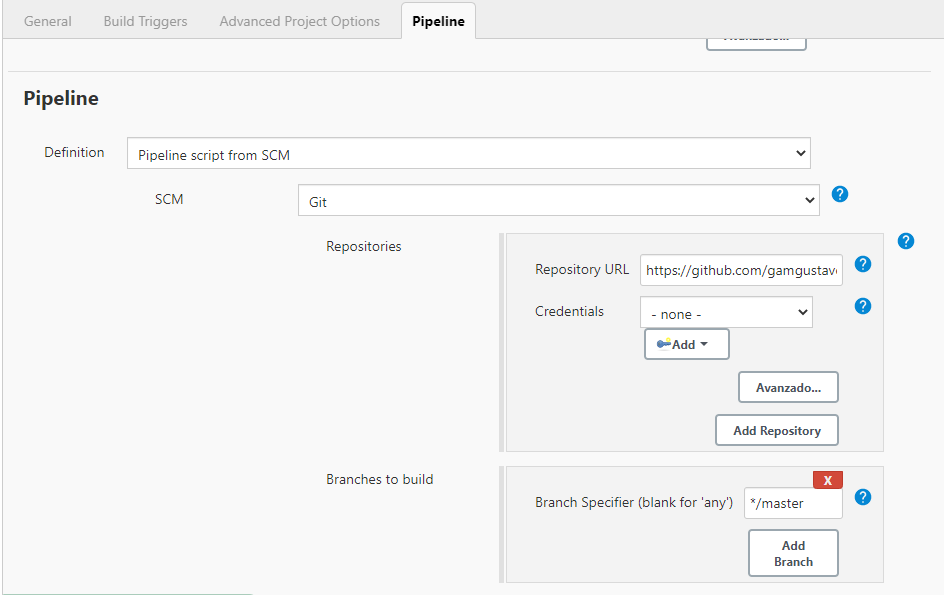 General Build Triggers Advanced Project Options Pipeline
Pipeline
Definition Pipeline script from SCM
SCM Git
Repositories
Repository URL https://github.com/gamgustav
Credentials - none -
Add
Avanzado...
Add Repository
Branches to build
X
Branch Specifier (blank for 'any') */master
Add
Branch